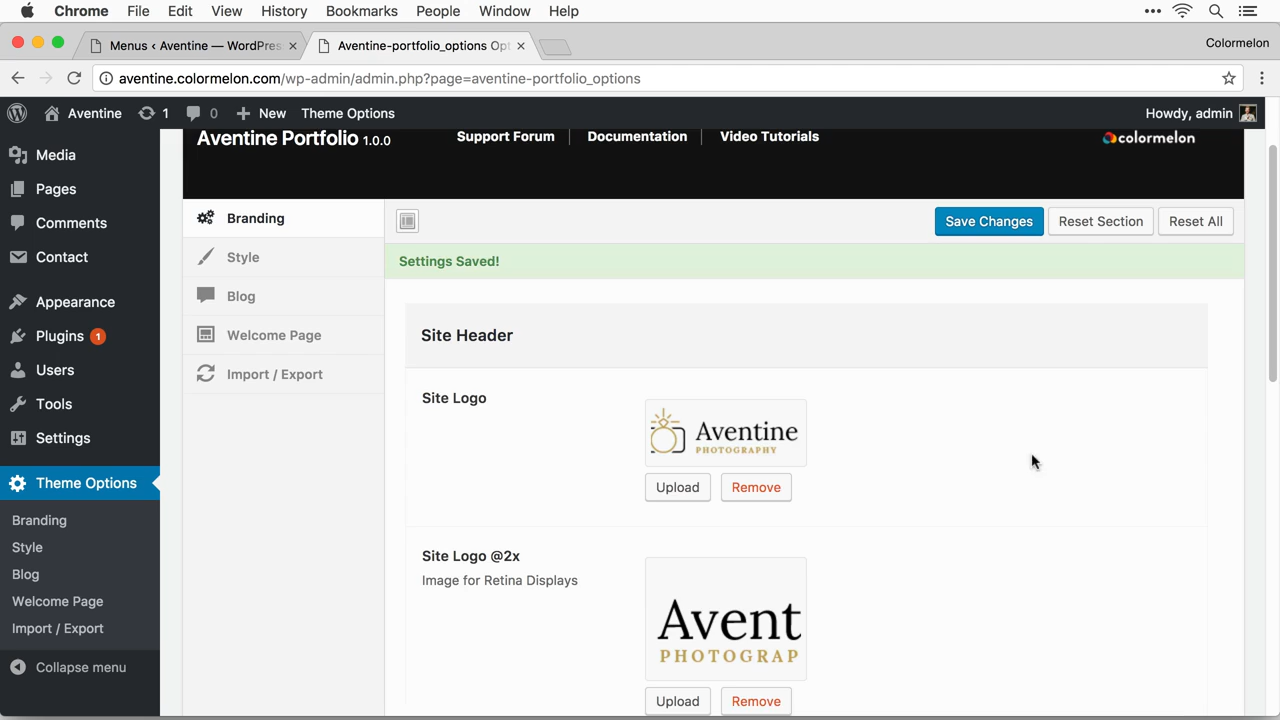 Chrome File Edit View History Bookmarks People Window Help
Menus ‹ Aventine — WordPres
Aventine-portfolio_options Opt
Colormelon
aventine.colormelon.com/wp-admin/admin.php?page=aventine-portfolio_options
Aventine 1 0 New Theme Options Howdy, admin
Aventine Portfolio 1.0.0 Support Forum Documentation Video Tutorials colormelon
Media
Pages
Comments
Contact
Appearance
Plugins 1
Users
Tools
Settings
Theme Options
Branding
Style
Blog
Welcome Page
Import / Export
Collapse menu
Branding
Style
Blog
Welcome Page
Import / Export
Save Changes Reset Section Reset All
Settings Saved!
Site Header
Site Logo
Aventine
PHOTOGRAPHY
Upload Remove
Site Logo @2x
Image for Retina Displays
Avent
PHOTOGRAP
Upload Remove